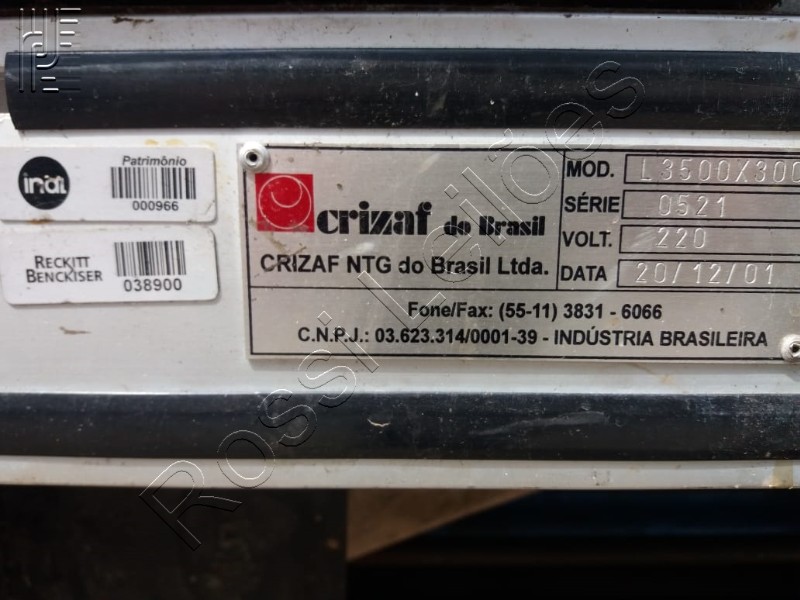 Patrimônio
000966
RECKITT
BENCKISER
038900
crizaf do Brasil
CRIZAF NTG do Brasil Ltda.
MOD. L3500X300
SÉRIE 0521
VOLT. 220
DATA 20/12/01
Fone/Fax: (55-11) 3831 - 6066
C.N.P.J.: 03.623.314/0001-39 - INDÚSTRIA BRASILEIRA
Rossi Leilões